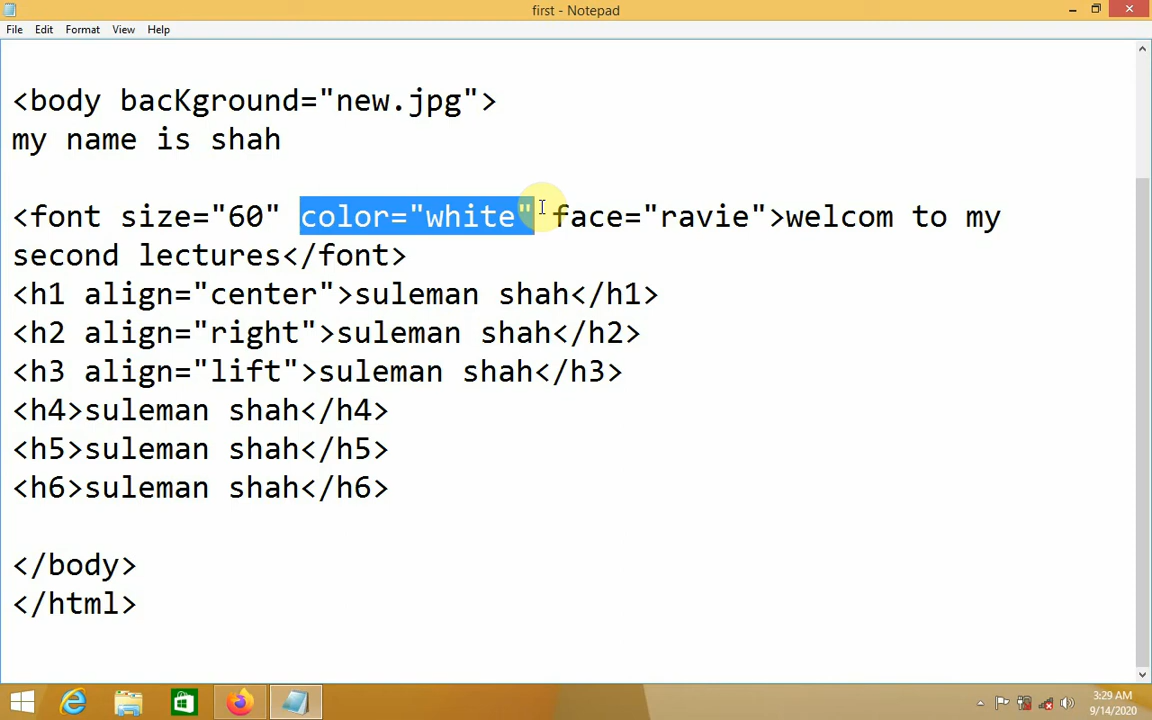 first - Notepad
File Edit Format View Help
<body bacKground="new.jpg">
my name is shah
<font size="60" color="white" face="ravie">welcom to my
second lectures</font>
<h1 align="center">suleman shah</h1>
<h2 align="right">suleman shah</h2>
<h3 align="lift">suleman shah</h3>
<h4>suleman shah</h4>
<h5>suleman shah</h5>
<h6>suleman shah</h6>
</body>
</html>
3:29 AM
9/14/2020